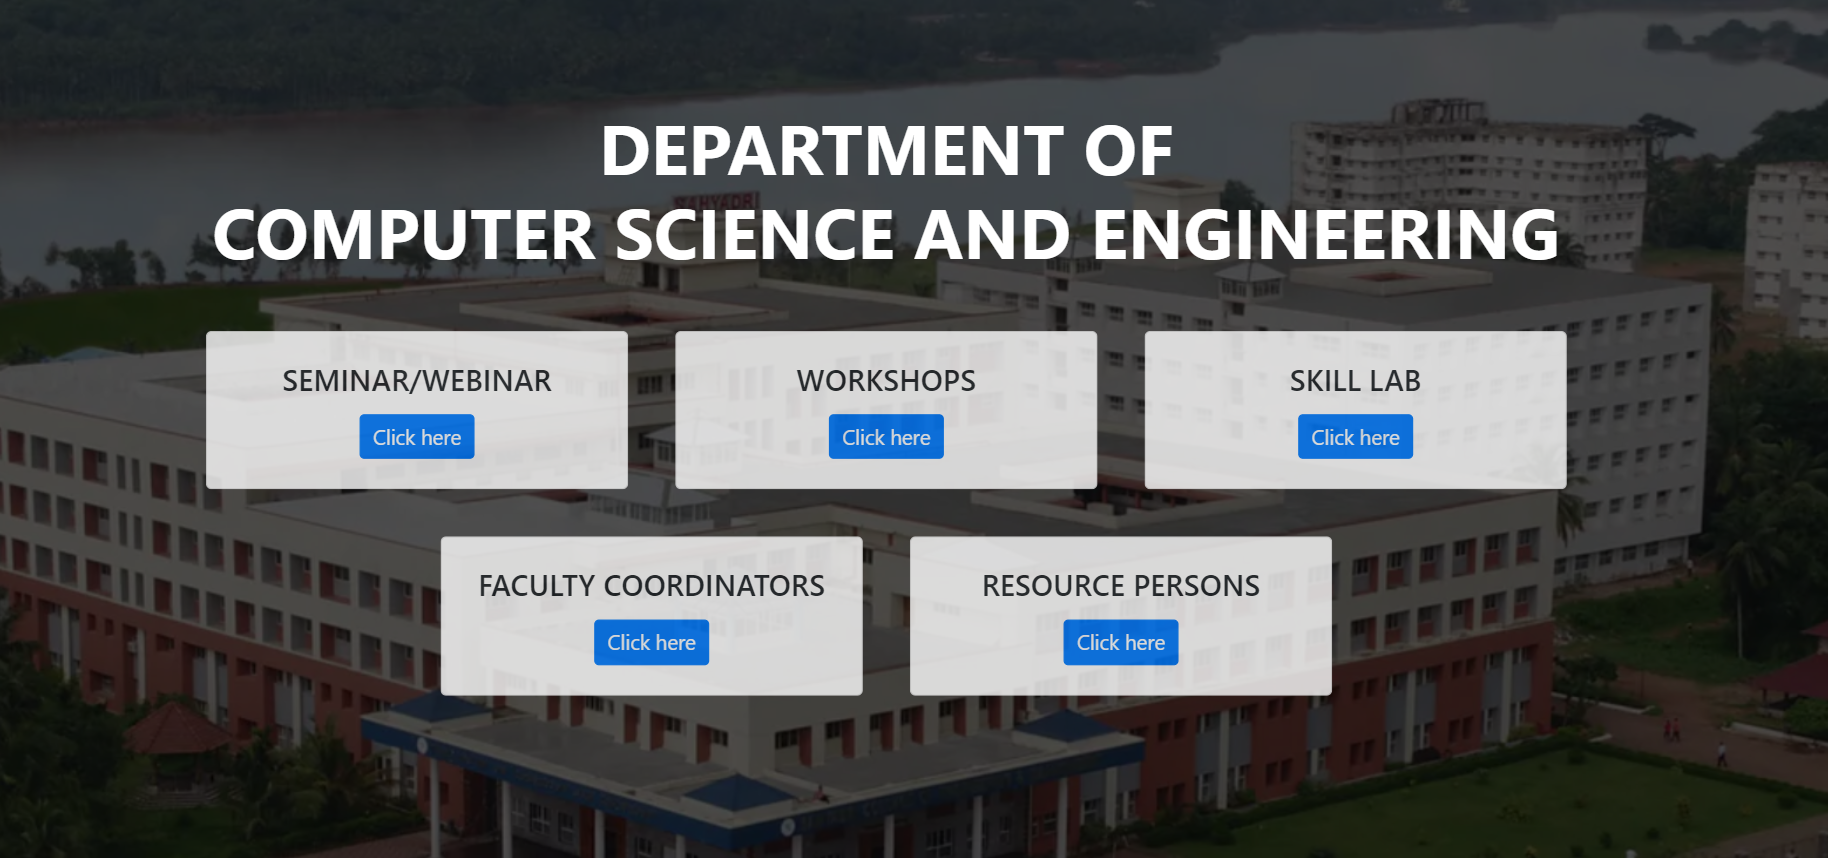 DEPARTMENT OF
SAHYADRI
COMPUTER SCIENCE AND ENGINEERING
SEMINAR/WEBINAR
WORKSHOPS
SKILL LAB
Click here
Click here
Click here
FACULTY COORDINATORS
RESOURCE PERSONS
Click here
Click here